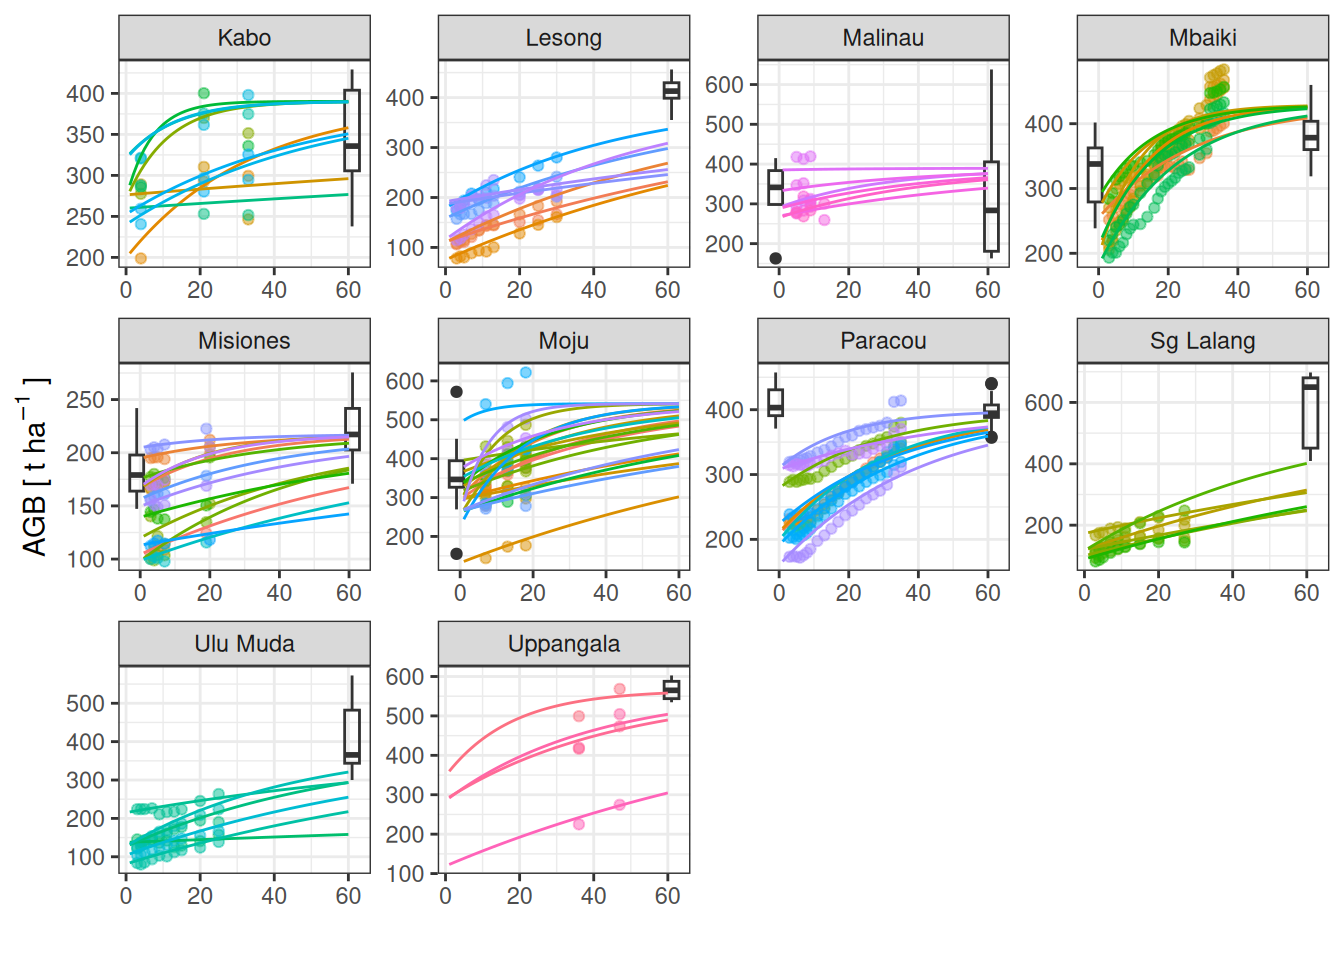 Kabo Lesong Malinau Mbaiki
400 350 300 250 200
400 300 200 100
600 500 400 300 200
400 300 200
0 20 40 60 0 20 40 60 0 20 40 60 0 20 40 60
Misiones Moju Paracou Sg Lalang
250 200 150 100
600 500 400 300 200
400 300 200
600 400 200
0 20 40 60 0 20 40 60 0 20 40 60 0 20 40 60
AGB [ t ha⁻¹ ]
Ulu Muda Uppangala
500 400 300 200 100
600 500 400 300 200 100
0 20 40 60 0 20 40 60